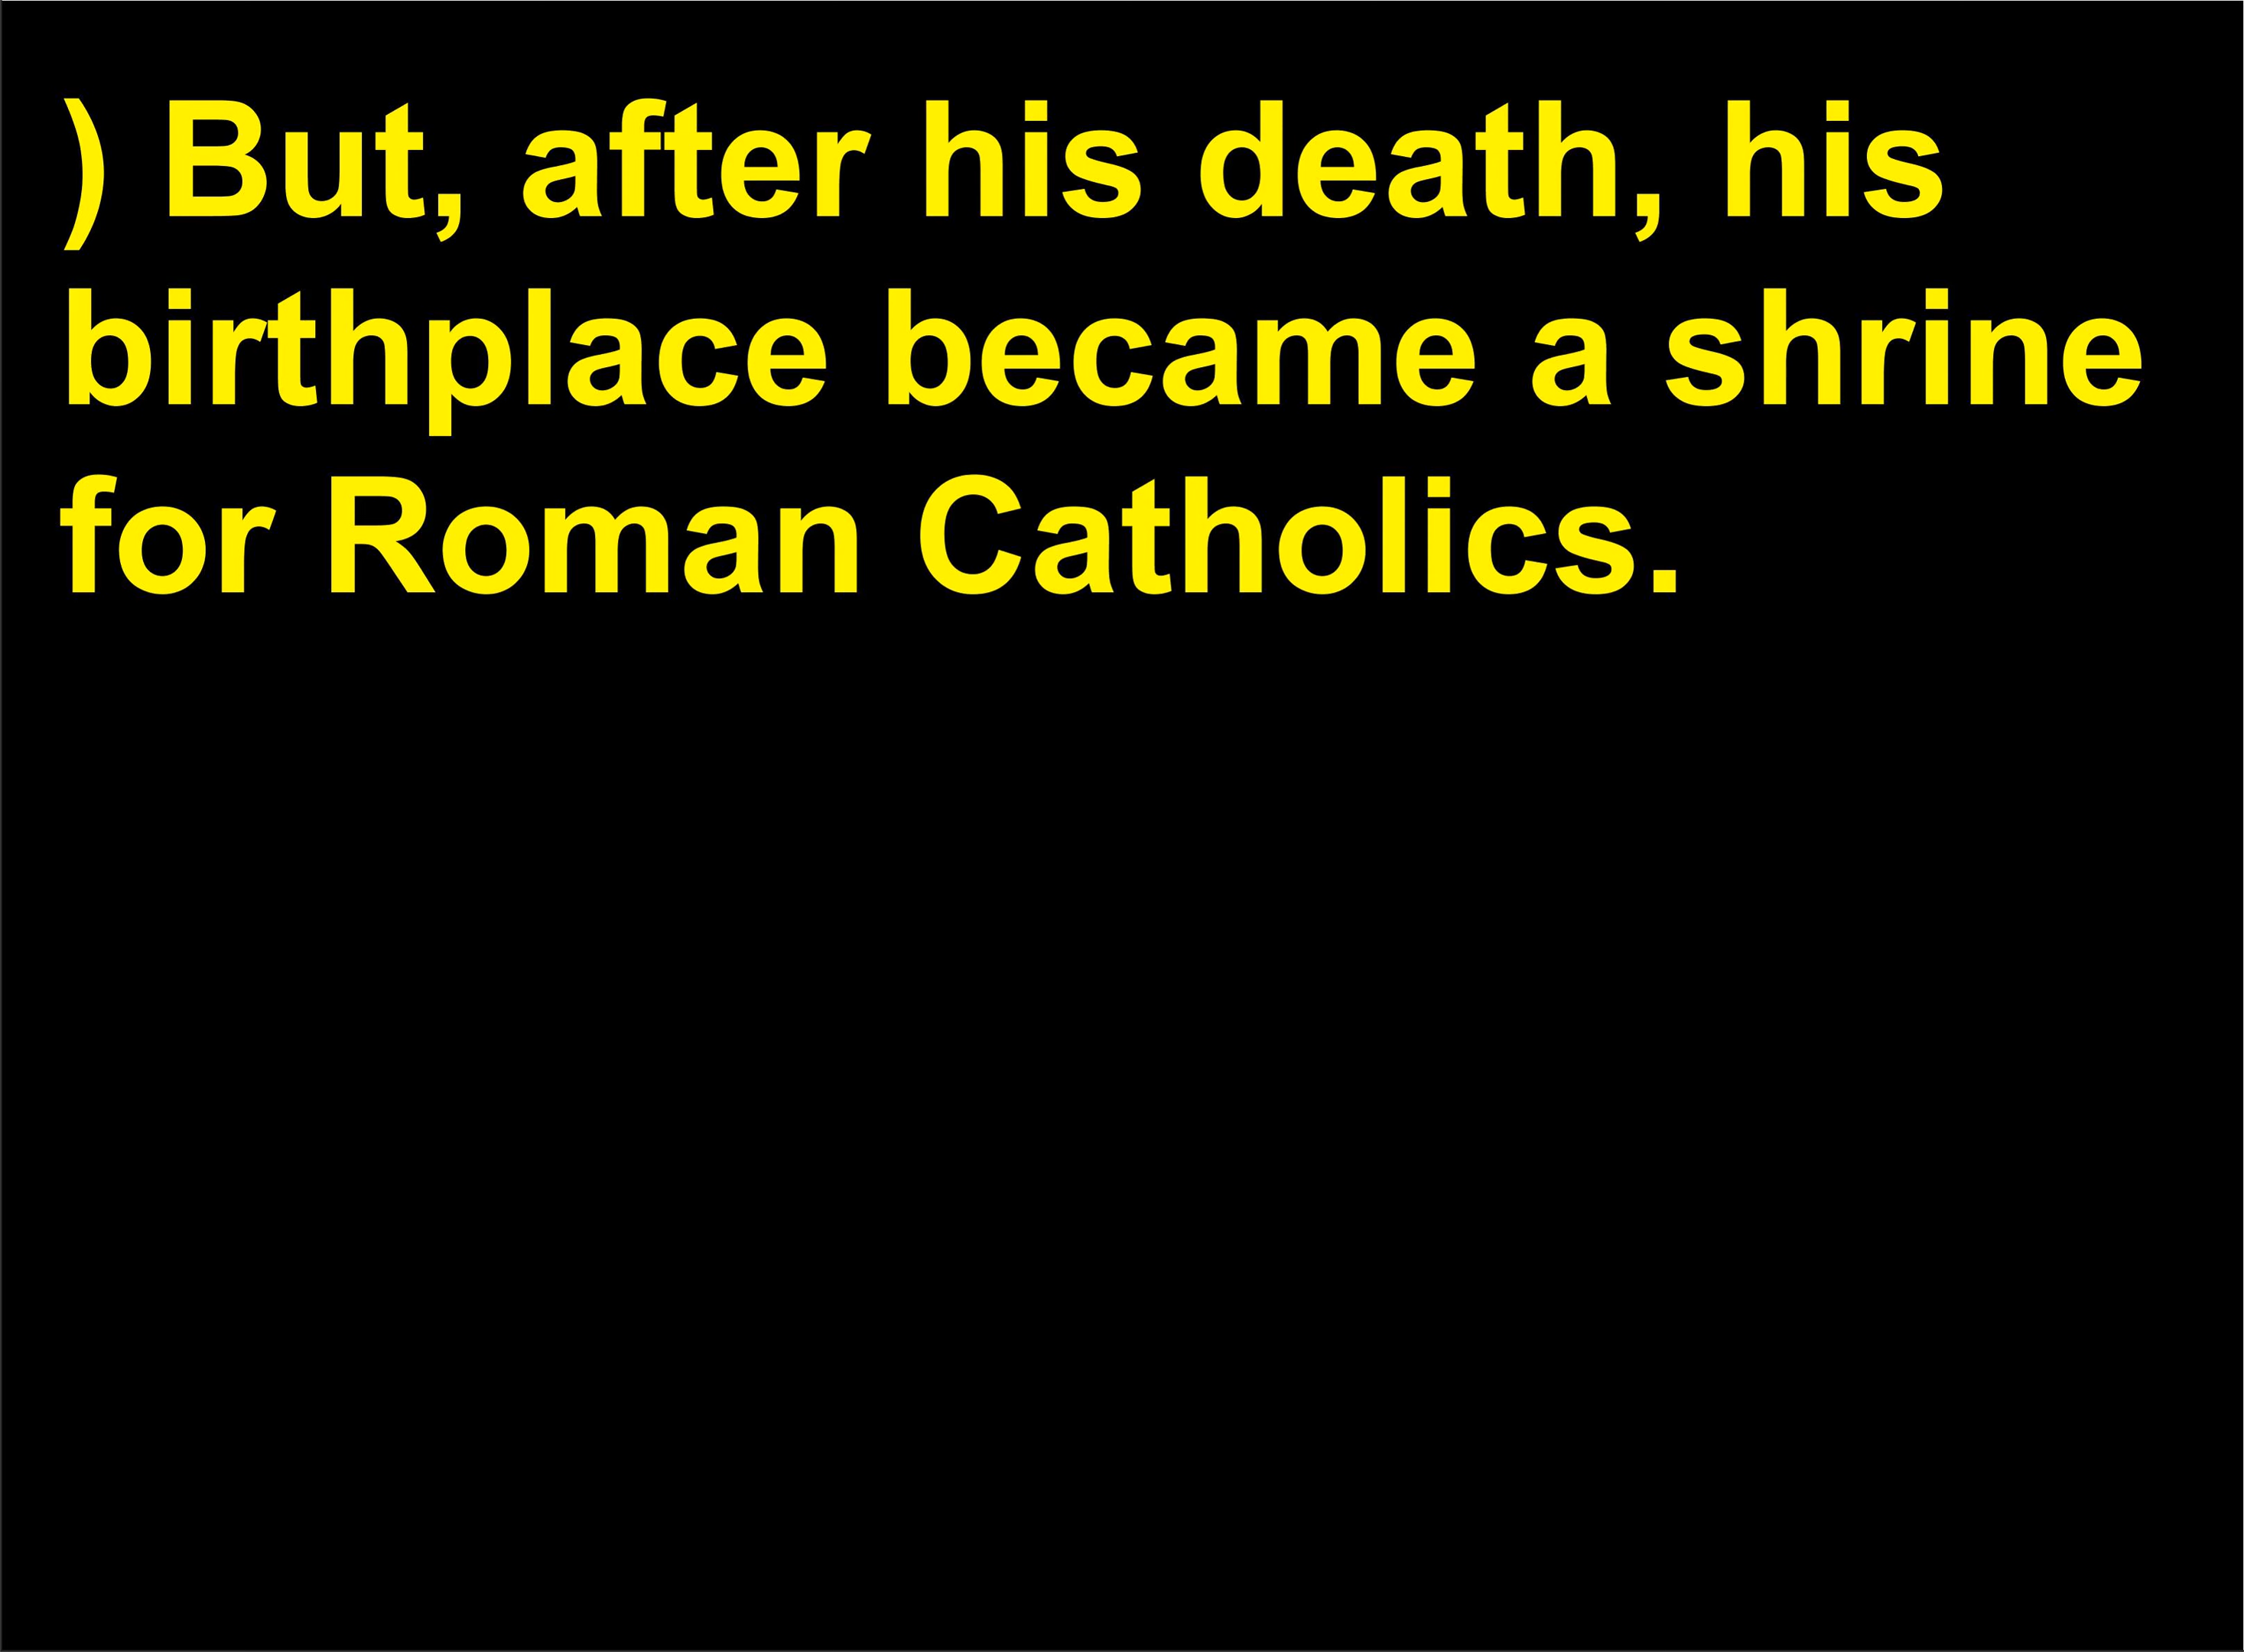 ) But, after his death, his
birthplace became a shrine
for Roman Catholics.